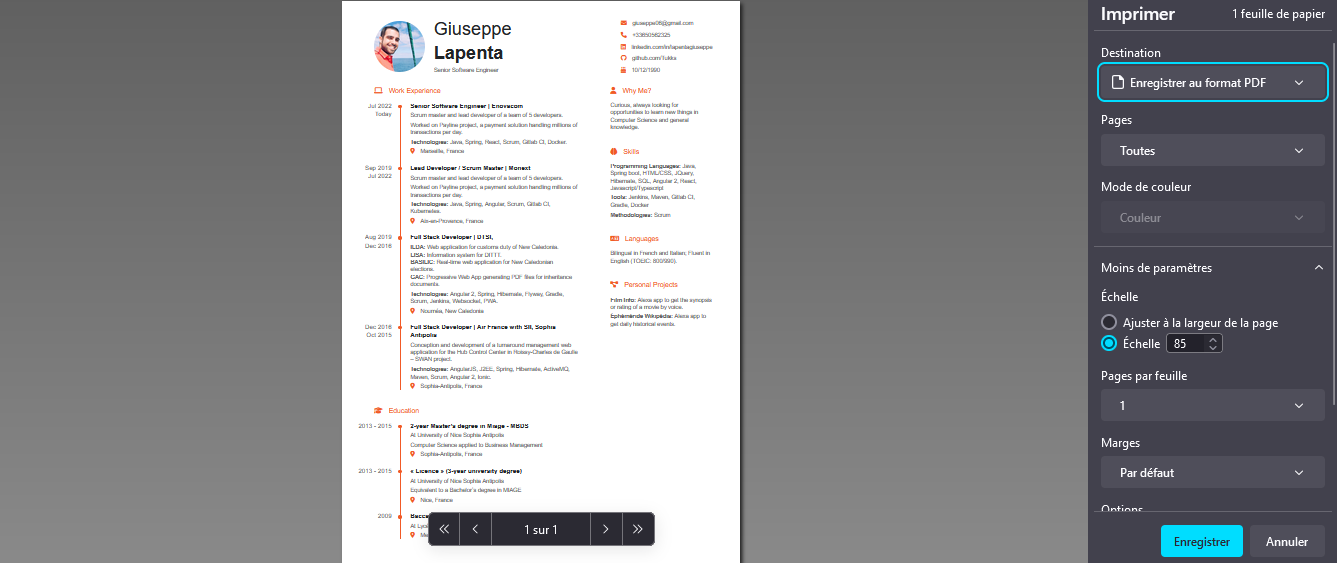 Giuseppe
Lapenta
Senior Software Engineer
giuseppe08@gmail.com
+33650562325
linkedin.com/in/lapentagiuseppe
github.com/Tukka
10/12/1990
Work Experience
Jul 2022
Today
Senior Software Engineer | Enovacom
Scrum master and lead developer of a team of 5 developers.
Worked on Payline project, a payment solution handling millions of
transactions per day.
Technologies: Java, Spring, React, Scrum, Gitlab CI, Docker.
Marseille, France
Sep 2019
Jul 2022
Lead Developer / Scrum Master | Monext
Scrum master and lead developer of a team of 5 developers.
Worked on Payline project, a payment solution handling millions of
transactions per day.
Technologies: Java, Spring, Angular, Scrum, Gitlab CI,
Kubernetes.
Aix-en-Provence, France
Aug 2019
Dec 2016
Full Stack Developer | DTSI,
ILDA: Web application for customs duty of New Caledonia.
LISA: Information system for DITTT.
BASILIC: Real-time web application for New Caledonian
elections.
GAC: Progressive Web App generating PDF files for inheritance
documents.
Technologies: Angular 2, Spring, Hibernate, Flyway, Gradle,
Scrum, Jenkins, Websocket, PWA.
Nouméa, New Caledonia
Dec 2016
Oct 2015
Full Stack Developer | Air France with SII, Sophia
Antipolis
Conception and development of a turnaround management web
application for the Hub Control Center in Roissy-Charles de Gaulle
– SWAN project.
Technologies: AngularJS, J2EE, Spring, Hibernate, ActiveMQ,
Maven, Scrum, Angular 2, Ionic.
Sophia-Antipolis, France
Education
2013 - 2015
2-year Master's degree in Miage - MBDS
At University of Nice Sophia Antipolis
Computer Science applied to Business Management
Sophia-Antipolis, France
2013 - 2015
« Licence » (3-year university degree)
At University of Nice Sophia Antipolis
Equivalent to a Bachelor's degree in MIAGE
Nice, France
2009
Why Me?
Curious, always looking for
opportunities to learn new things in
Computer Science and general
knowledge.
Skills
Programming Languages: Java,
Spring boot, HTML/CSS, JQuery,
Hibernate, SQL, Angular 2, React,
Javascript/Typescript
Tools: Jenkins, Maven, Gitlab CI,
Gradle, Docker
Methodologies: Scrum
Languages
Bilingual in French and Italian; Fluent in
English (TOEIC: 800/990).
Personal Projects
Film Info: Alexa app to get the synopsis
or rating of a movie by voice.
Ephéméride Wikipédia: Alexa app to
get daily historical events.
1 sur 1
Imprimer
1 feuille de papier
Destination
Enregistrer au format PDF
Pages
Toutes
Mode de couleur
Couleur
Moins de paramètres
Échelle
Ajuster à la largeur de la page
Échelle 85
Pages par feuille
1
Marges
Par défaut
Options
Enregistrer
Annuler